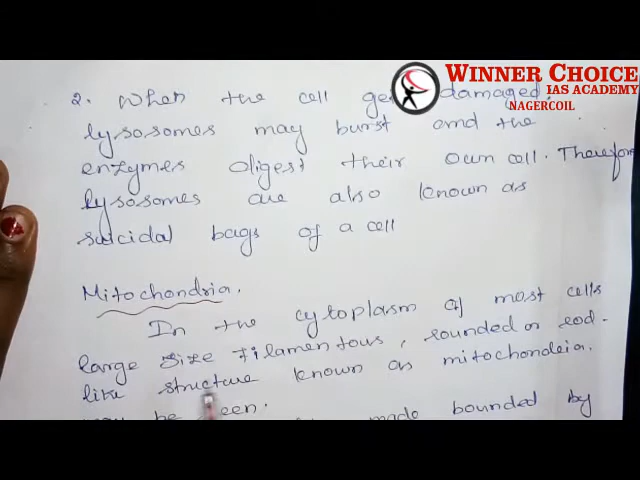 WINNER CHOICE
IAS ACADEMY
NAGERCOIL
2. When the cell damaged.
lysosomes may burst and the
enzymes digest their own cell. Therefore
lysosomes are also known as
suicidal bags of a cell
Mitochondria.
In the cytoplasm of most cells
large size Filamentous, rounded or rod-
like structure known as mitochondria.
may be seen.
made bounded by